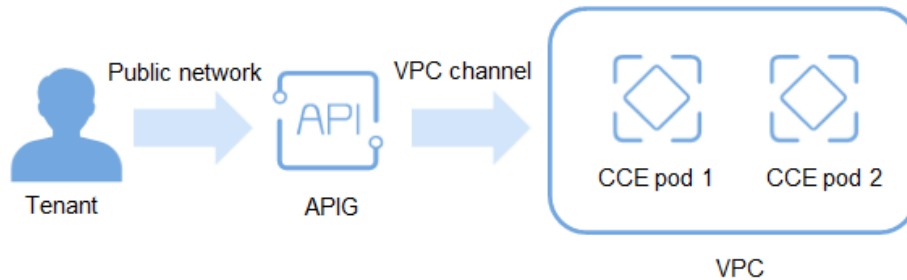 Public network
VPC channel
API
CCE pod 1
CCE pod 2
Tenant
APIG
VPC